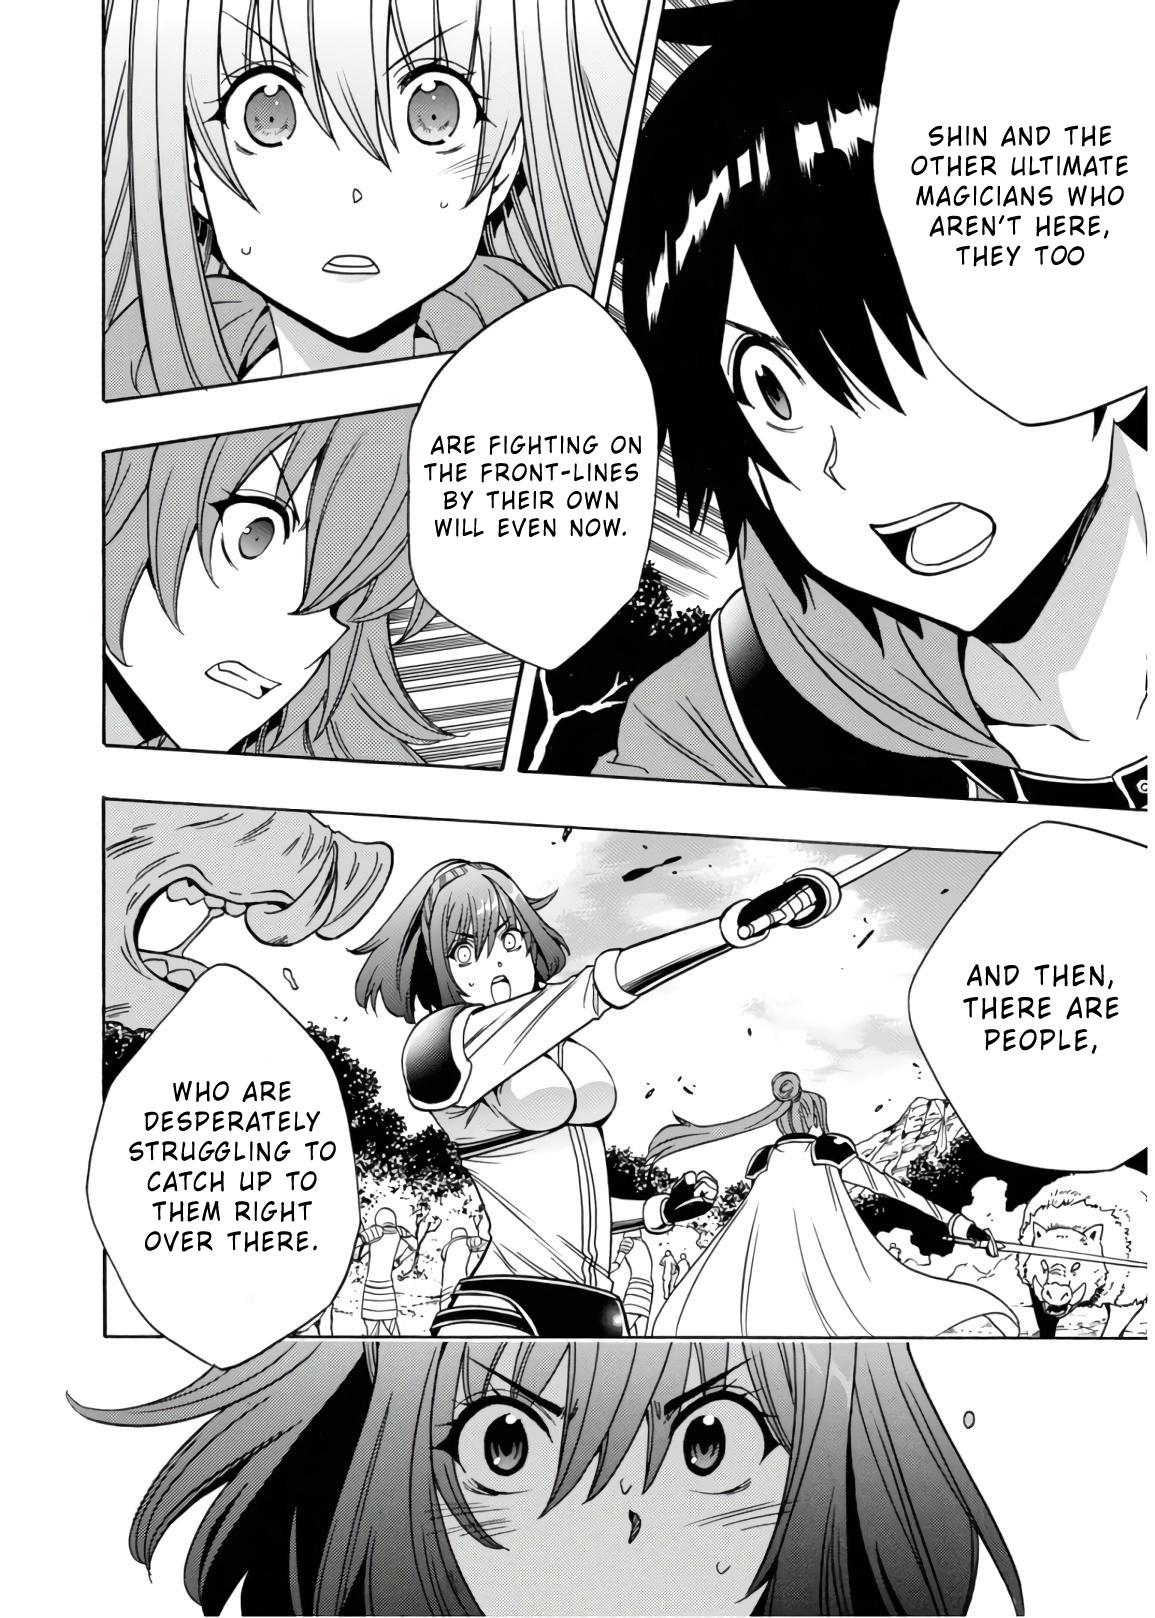 SHIN AND THE
OTHER ULTIMATE
MAGICIANS WHO
AREN'T HERE,
THEY TOO
ARE FIGHTING ON
THE FRONT-LINES
BY THEIR OWN
WILL EVEN NOW.
AND THEN,
THERE ARE
PEOPLE,
WHO ARE
DESPERATELY
STRUGGLING TO
CATCH UP TO
THEM RIGHT
OVER THERE.